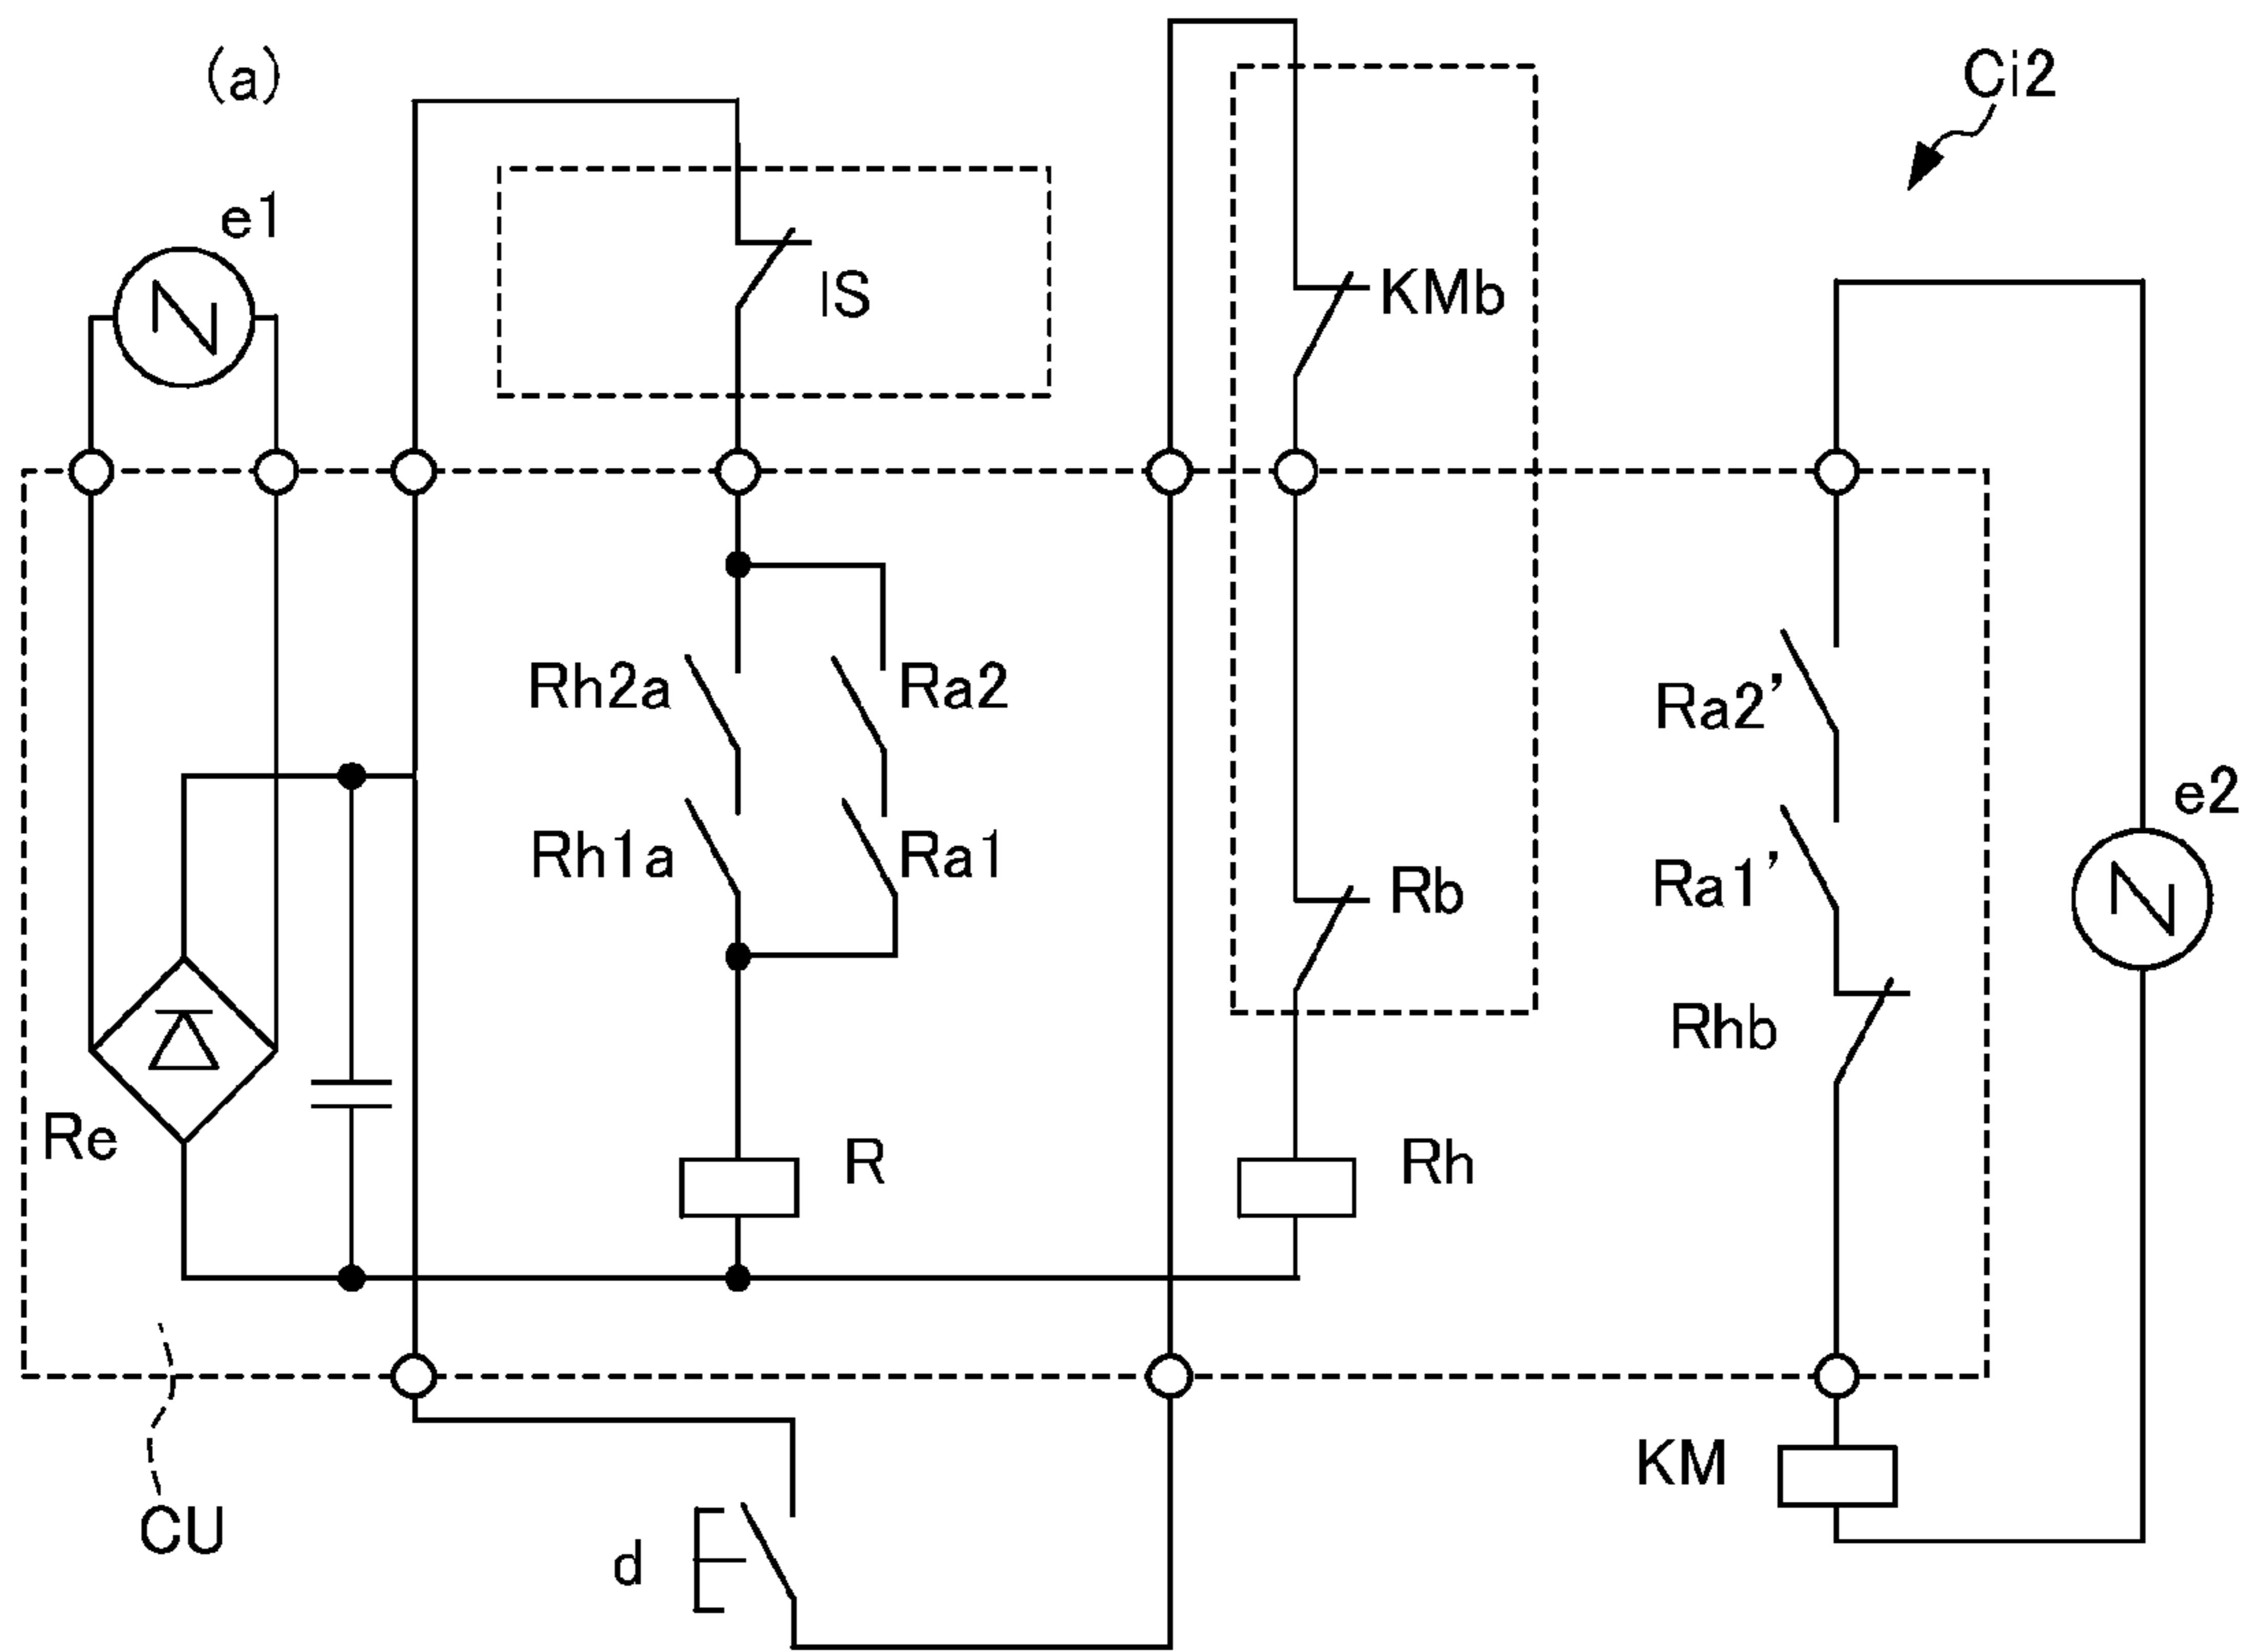 (a)
Ci2
e1
IS
KMb
Rh2a
Ra2
Ra2’
e2
Rh1a
Ra1
Rb
Ra1’
Rhb
Re
R
Rh
KM
CU
d